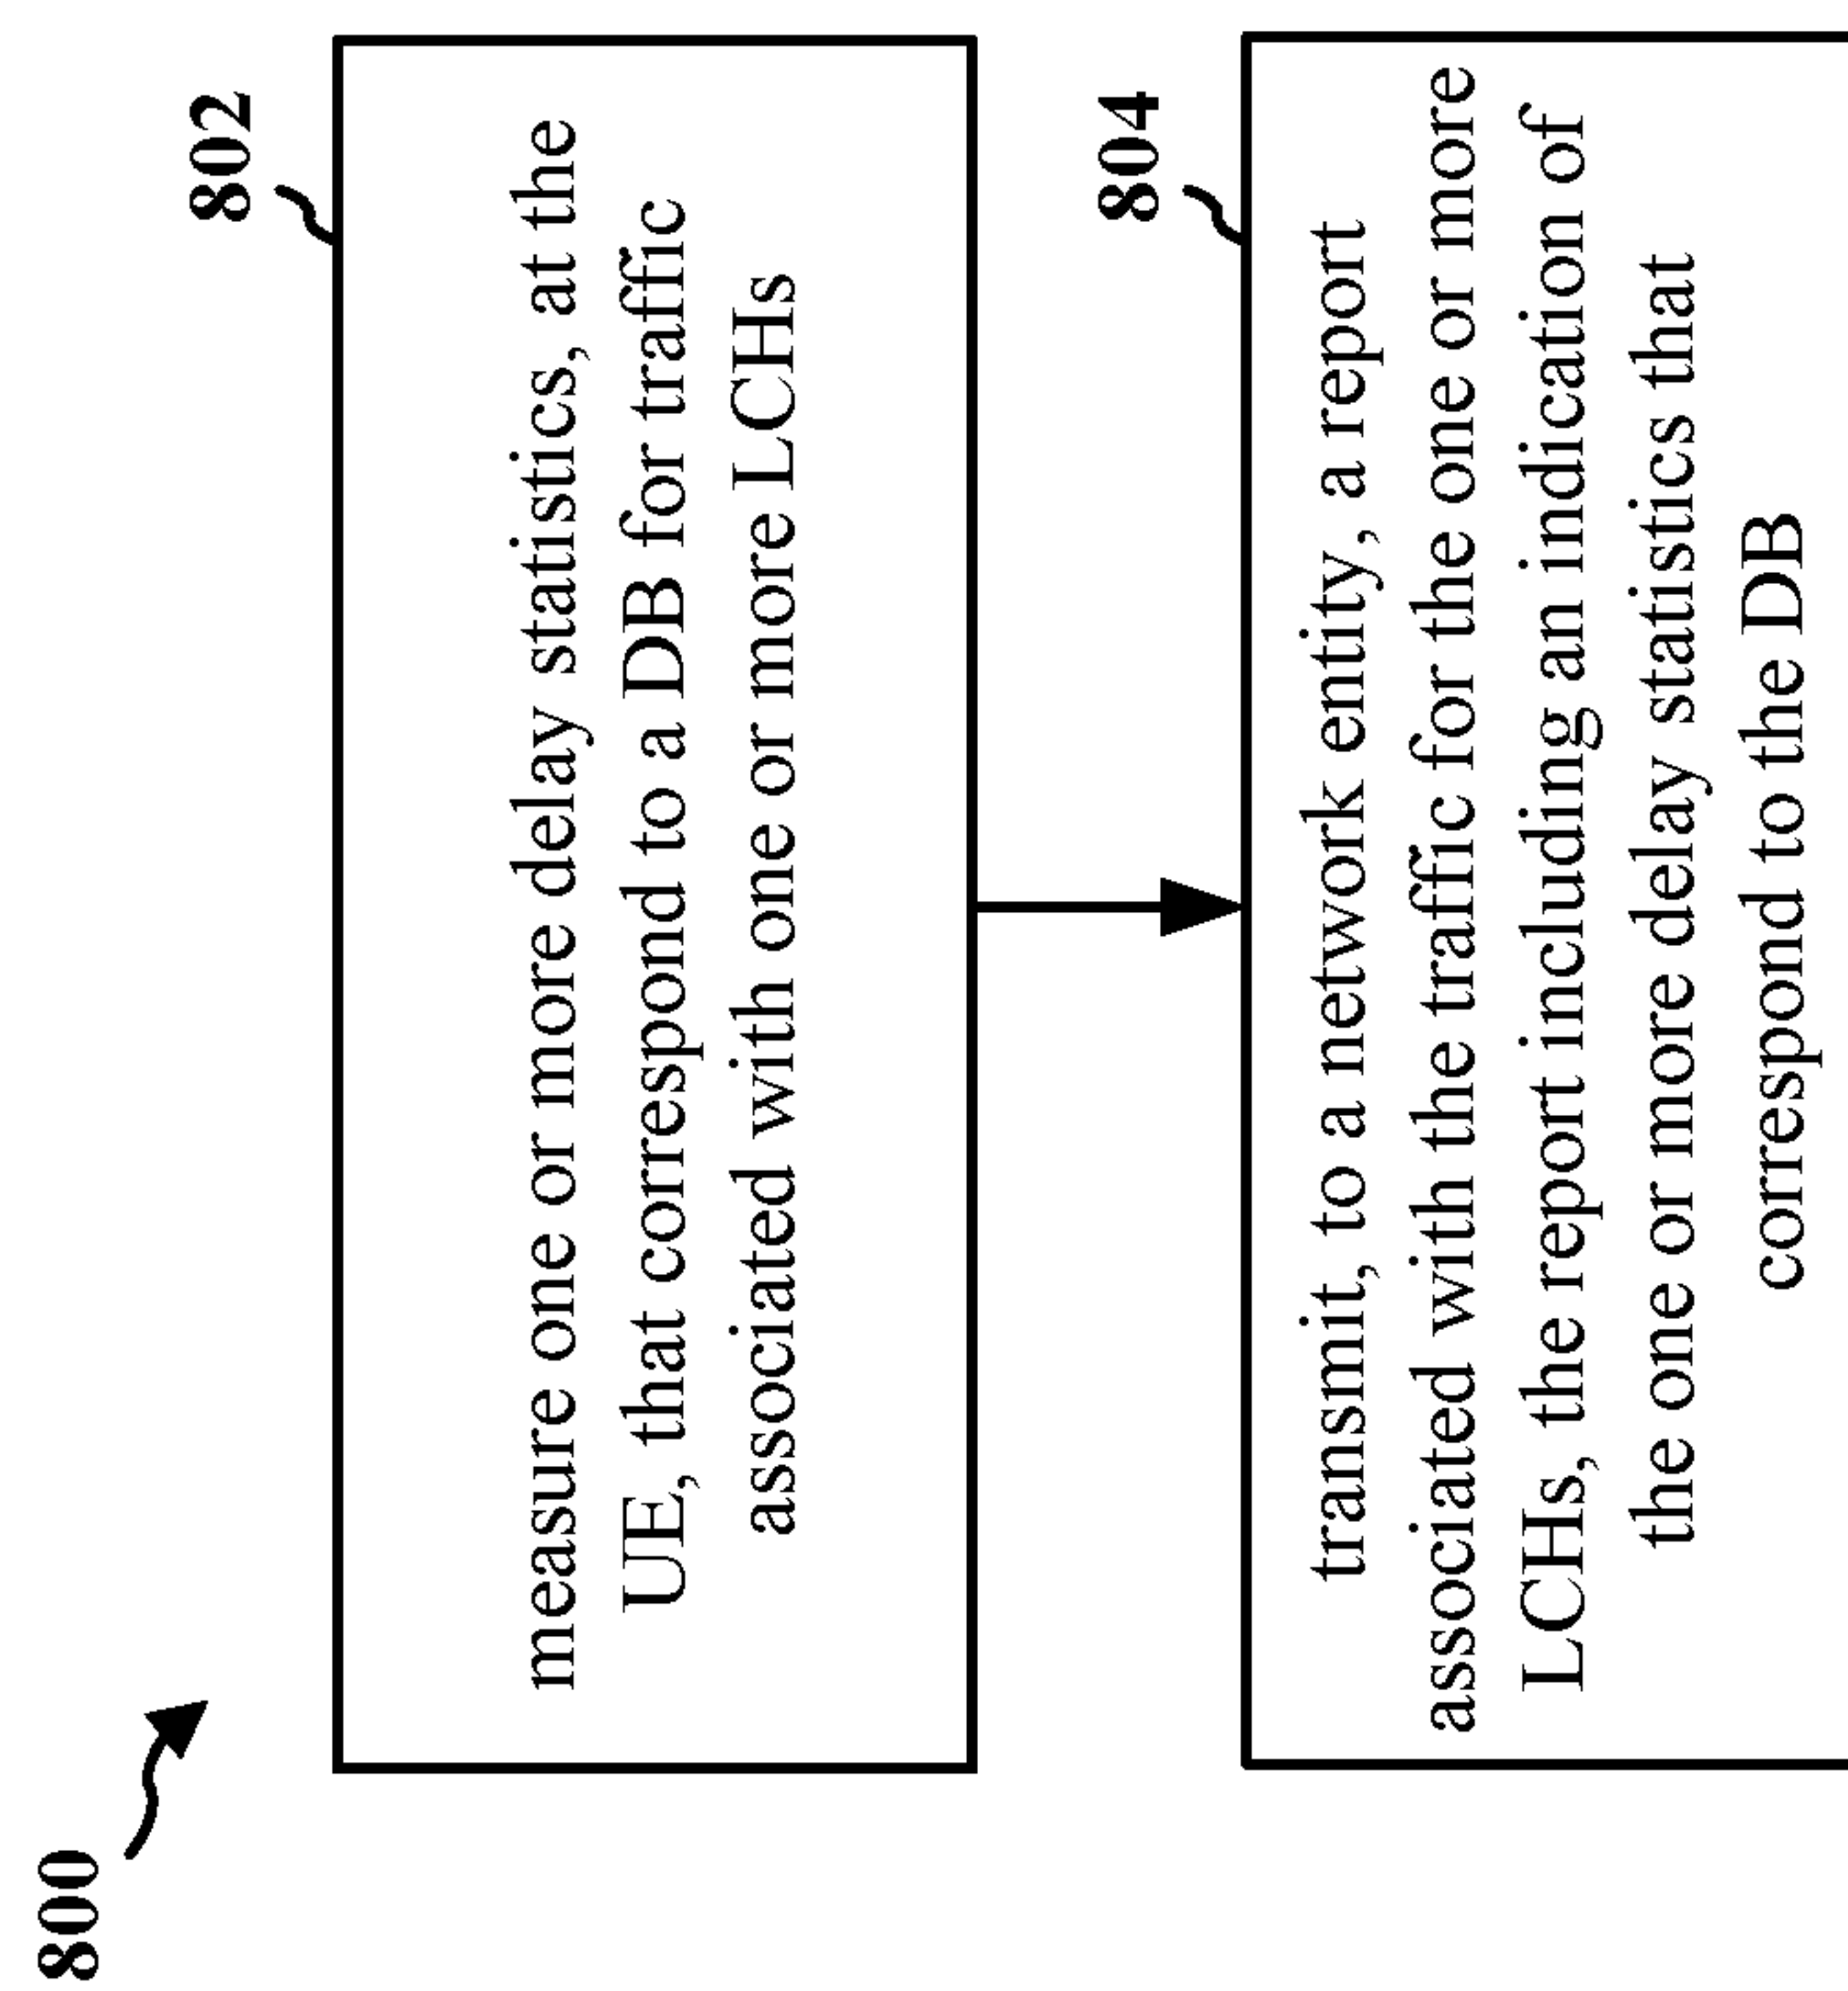 800
802
measure one or more delay statistics, at the
UE, that correspond to a DB for traffic
associated with one or more LCHs
804
transmit, to a network entity, a report
associated with the traffic for the one or more
LCHs, the report including an indication of
the one or more delay statistics that
correspond to the DB